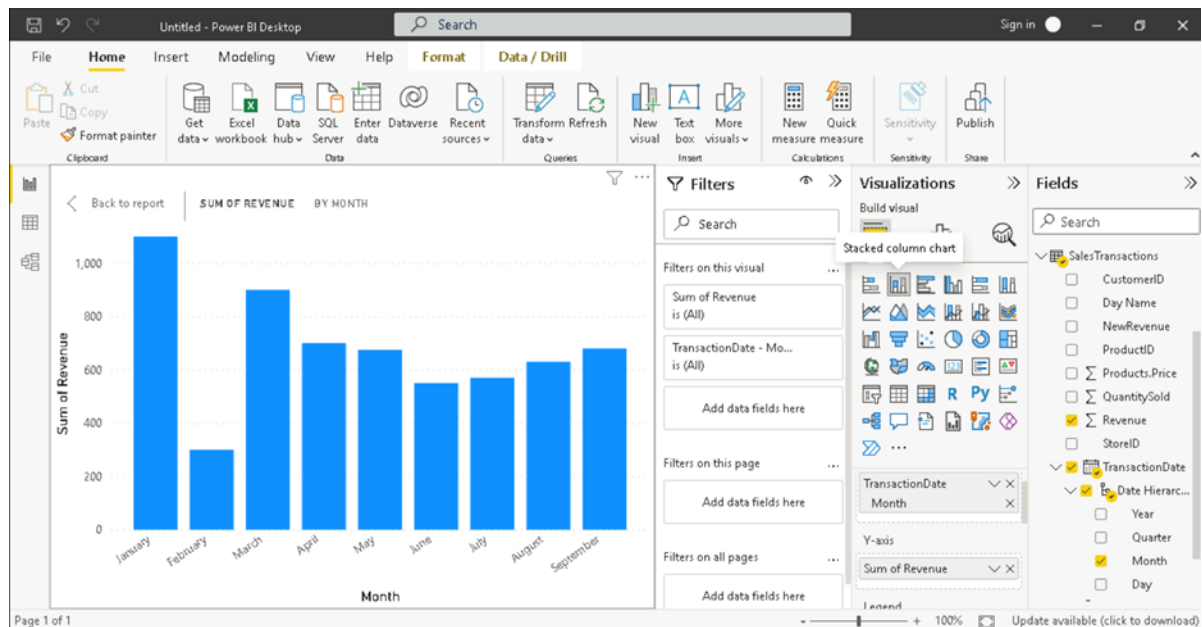 Untitled - Power BI Desktop
Search
Sign in
File Home Insert Modeling View Help Format Data / Drill
Paste
Cut
Copy
Format painter
Clipboard
Get data
Excel workbook
Data hub
SQL Server
Enter data
Dataverse
Recent sources
Data
Transform data
Refresh
Queries
New visual
Text box
More visuals
Insert
New measure
Quick measure
Calculations
Sensitivity
Sensitivity
Publish
Share
Back to report
SUM OF REVENUE BY MONTH
Sum of Revenue
1,000
800
600
400
200
0
January February March April May June July August September
Month
Filters
Search
Filters on this visual
Sum of Revenue
is (All)
TransactionDate - Mo...
is (All)
Add data fields here
Filters on this page
Add data fields here
Filters on all pages
Add data fields here
Visualizations
Build visual
Stacked column chart
123
R Py
TransactionDate
Month
Y-axis
Sum of Revenue
Legend
Fields
Search
SalesTransactions
CustomerID
Day Name
NewRevenue
ProductID
Products.Price
QuantitySold
Revenue
StoreID
TransactionDate
Date Hierarc...
Year
Quarter
Month
Day
Page 1 of 1
- + 100%
Update available (click to download)